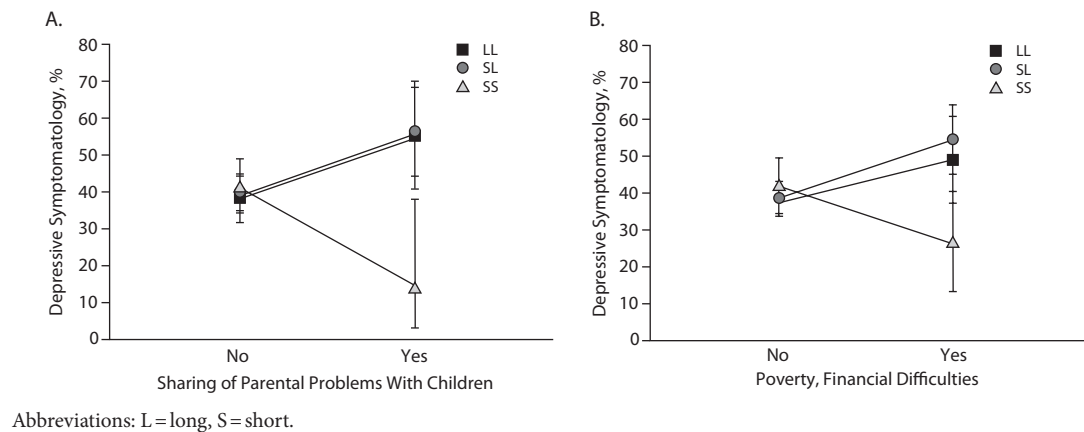 A.
Depressive Symptomatology, %
80
70
60
50
40
30
20
10
0
LL
SL
SS
No
Yes
Sharing of Parental Problems With Children
B.
Depressive Symptomatology, %
80
70
60
50
40
30
20
10
0
LL
SL
SS
No
Yes
Poverty, Financial Difficulties
Abbreviations: L=long, S=short.